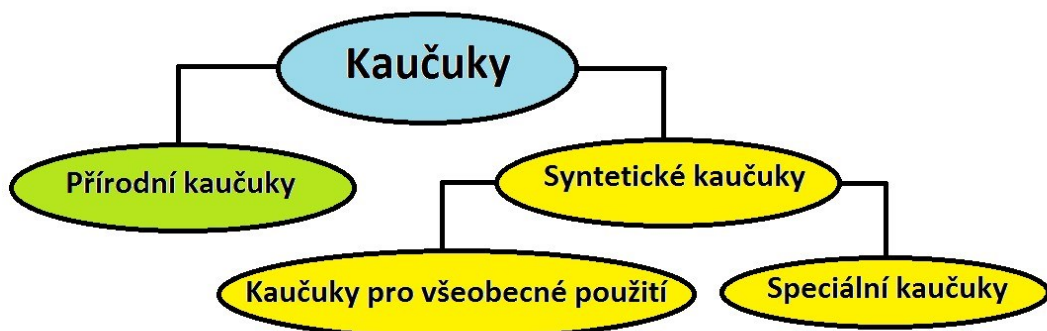 Kaučuky
Přírodní kaučuky
Syntetické kaučuky
Kaučuky pro všeobecné použití
Speciální kaučuky